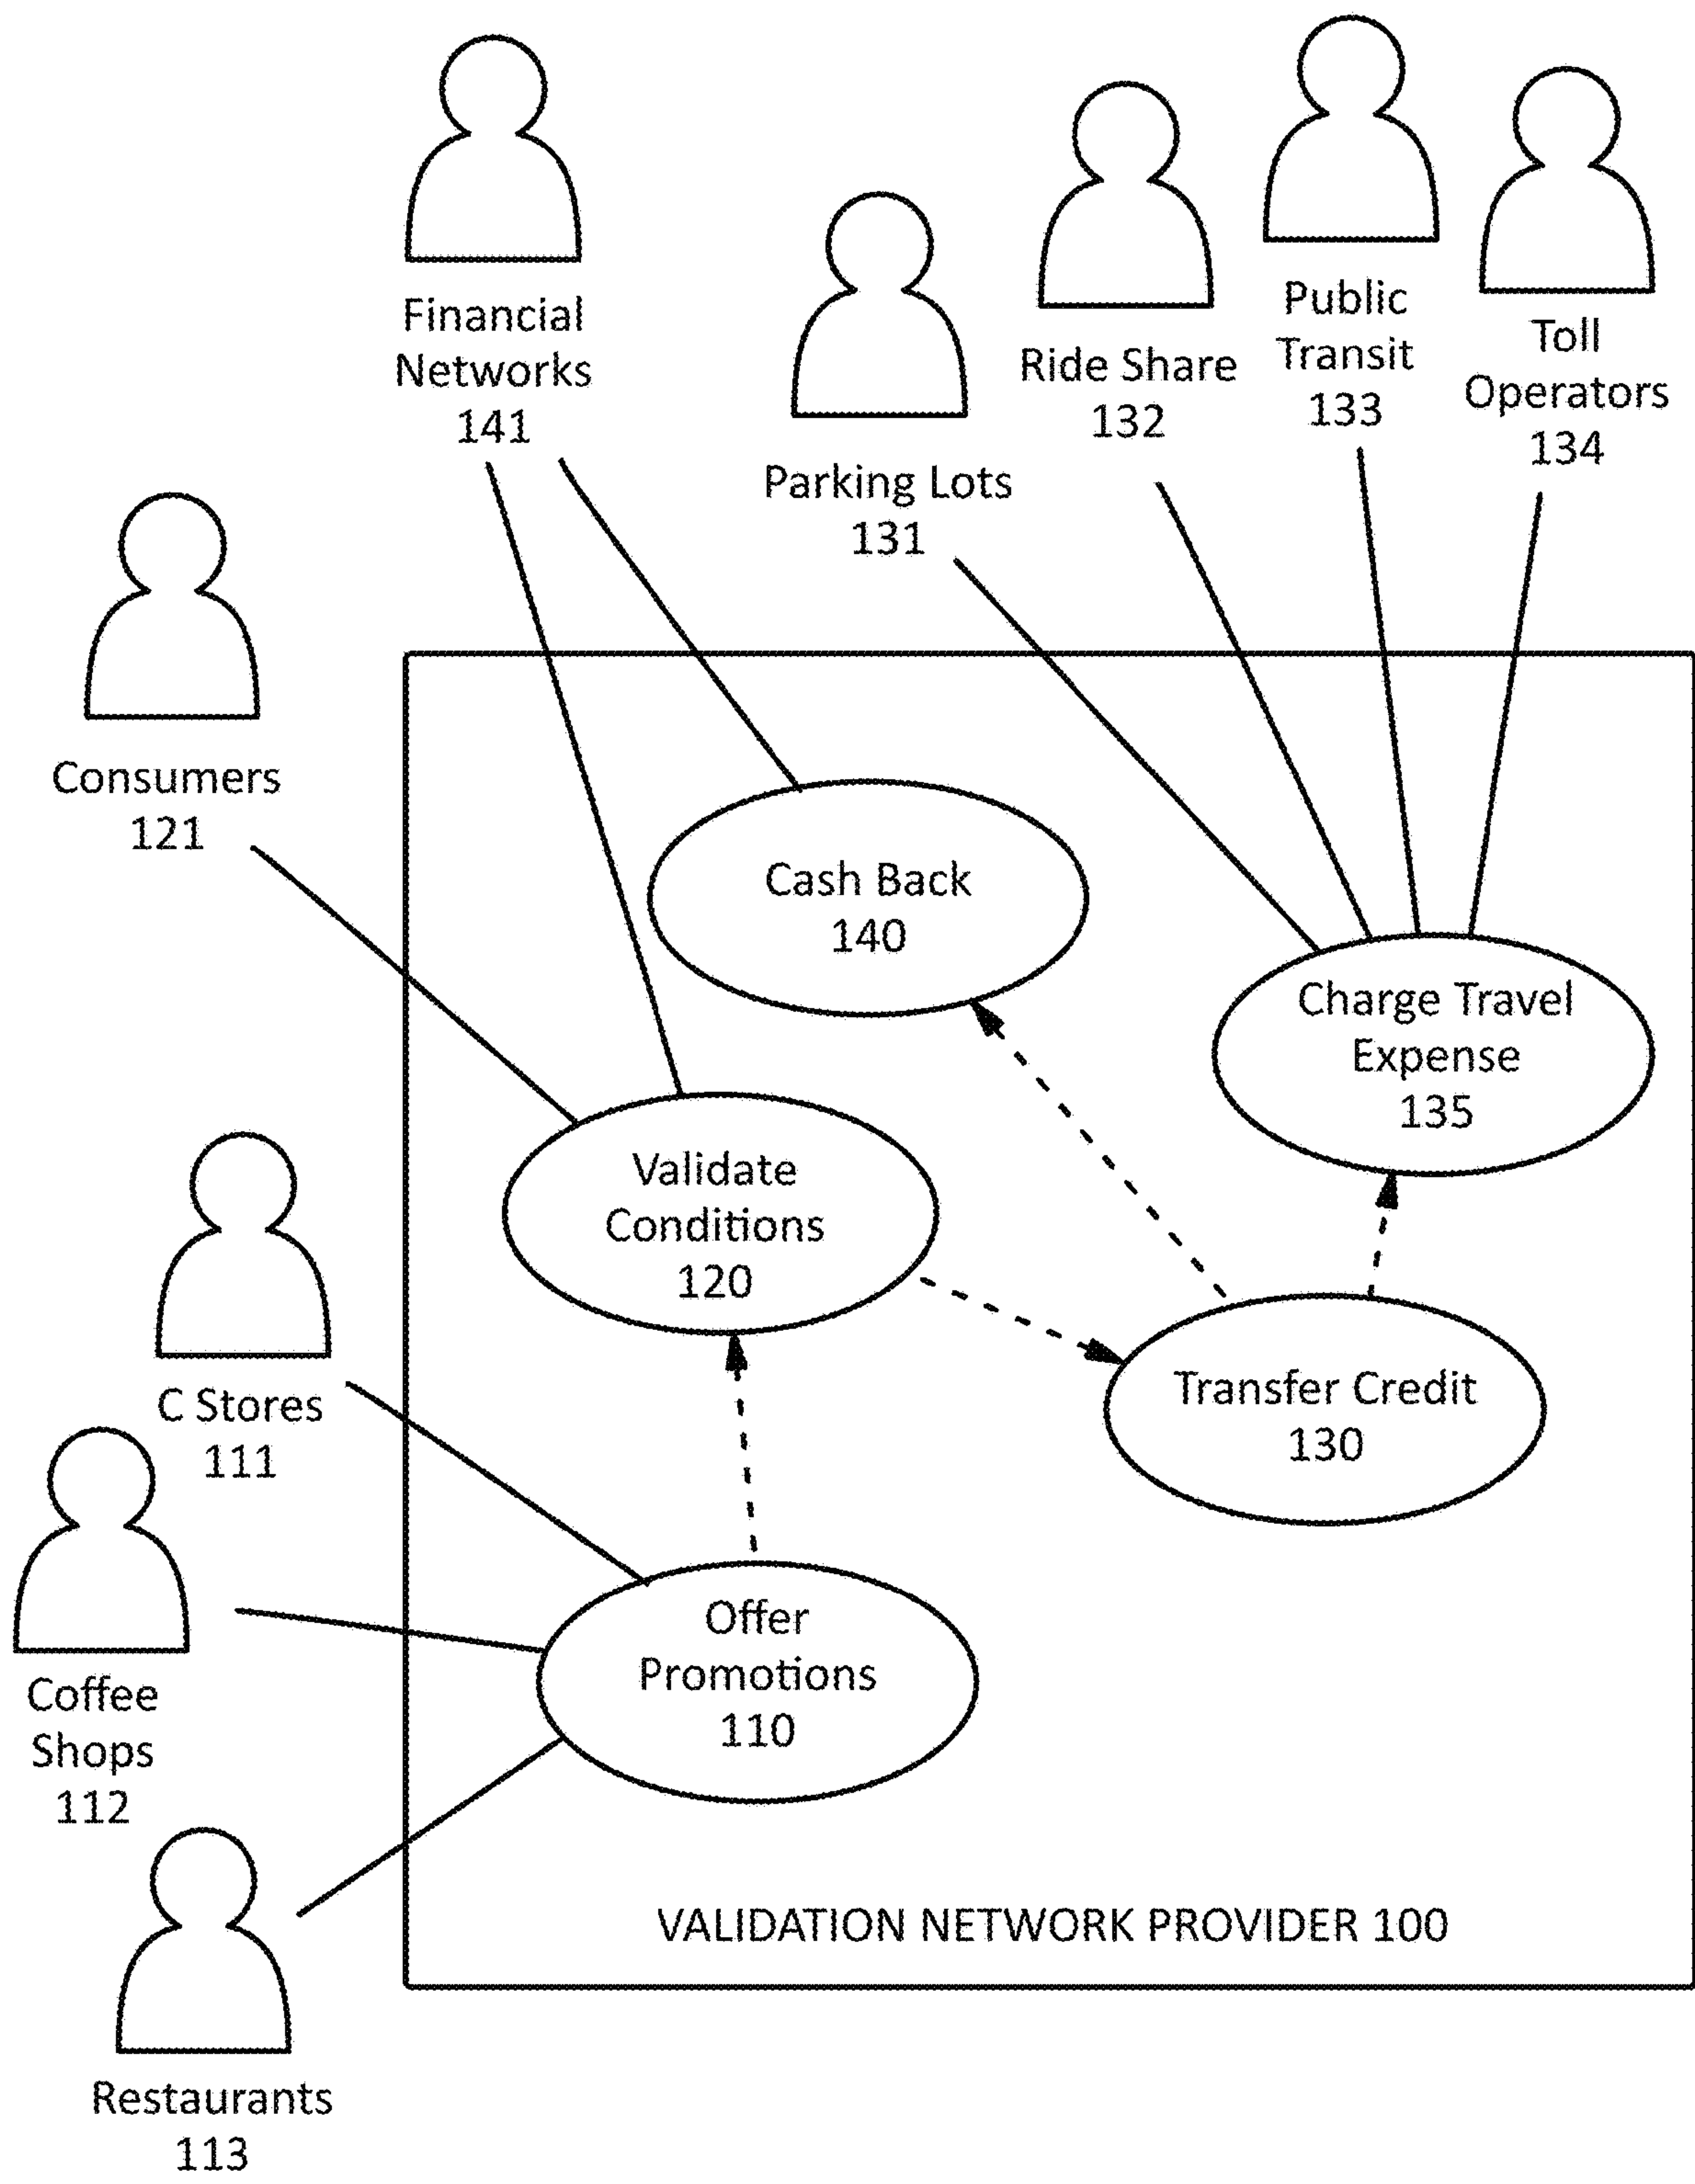 Financial
Networks
141
Parking Lots
131
Ride Share
132
Public
Transit
133
Toll
Operators
134
Consumers
121
Cash Back
140
Charge Travel
Expense
135
Validate
Conditions
120
Transfer Credit
130
C Stores
111
Coffee
Shops
112
Offer
Promotions
110
Restaurants
113
VALIDATION NETWORK PROVIDER 100